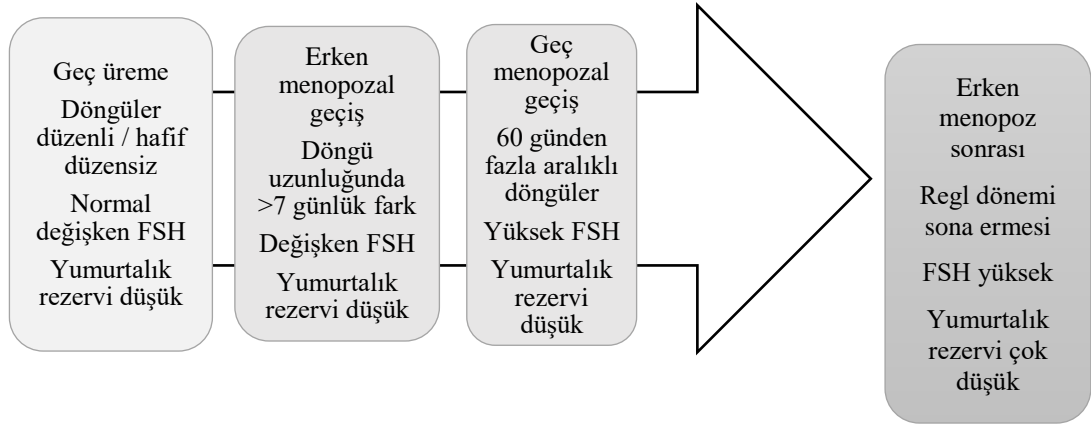 Geç üreme
Döngüler
düzenli / hafif
düzensiz
Normal
değişken FSH
Yumurtalık
rezervi düşük
Erken
menopozal
geçiş
Döngü
uzunluğunda
>7 günlük fark
Değişken FSH
Yumurtalık
rezervi düşük
Geç
menopozal
geçiş
60 günden
fazla aralıklı
döngüler
Yüksek FSH
Yumurtalık
rezervi
düşük
Erken
menopoz
sonrası
Regl dönemi
sona ermesi
FSH yüksek
Yumurtalık
rezervi çok
düşük